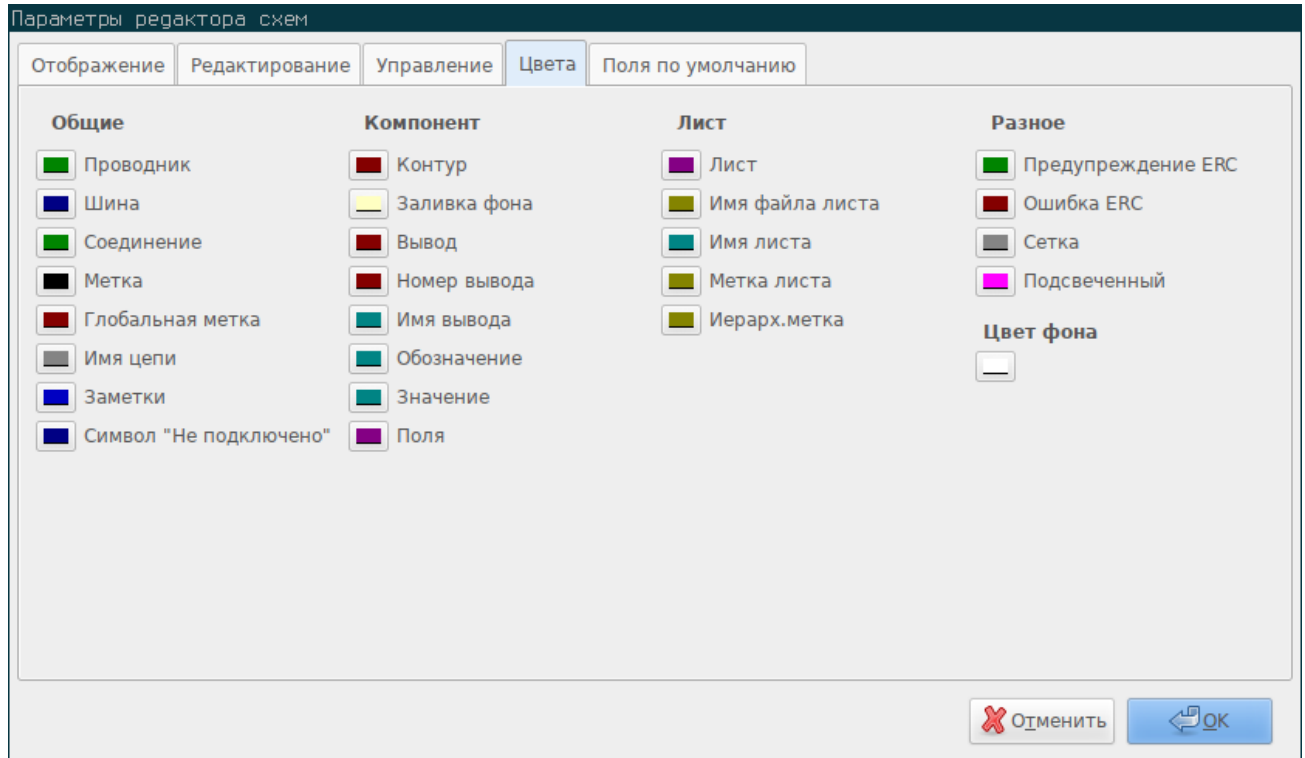 Параметры редактора схем
Отображение Редактирование Управление Цвета Поля по умолчанию
Общие
Проводник
Шина
Соединение
Метка
Глобальная метка
Имя цепи
Заметки
Символ "Не подключено"
Компонент
Контур
Заливка фона
Вывод
Номер вывода
Имя вывода
Обозначение
Значение
Поля
Лист
Лист
Имя файла листа
Имя листа
Метка листа
Иерарх.метка
Разное
Предупреждение ERC
Ошибка ERC
Сетка
Подсвеченный
Цвет фона
Отменить OK